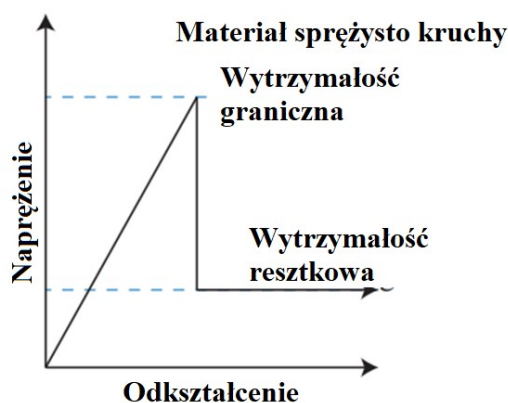 Materiał sprężysto kruchy
Wytrzymałość
graniczna
Naprężenie
Wytrzymałość
resztkowa
Odkształcenie